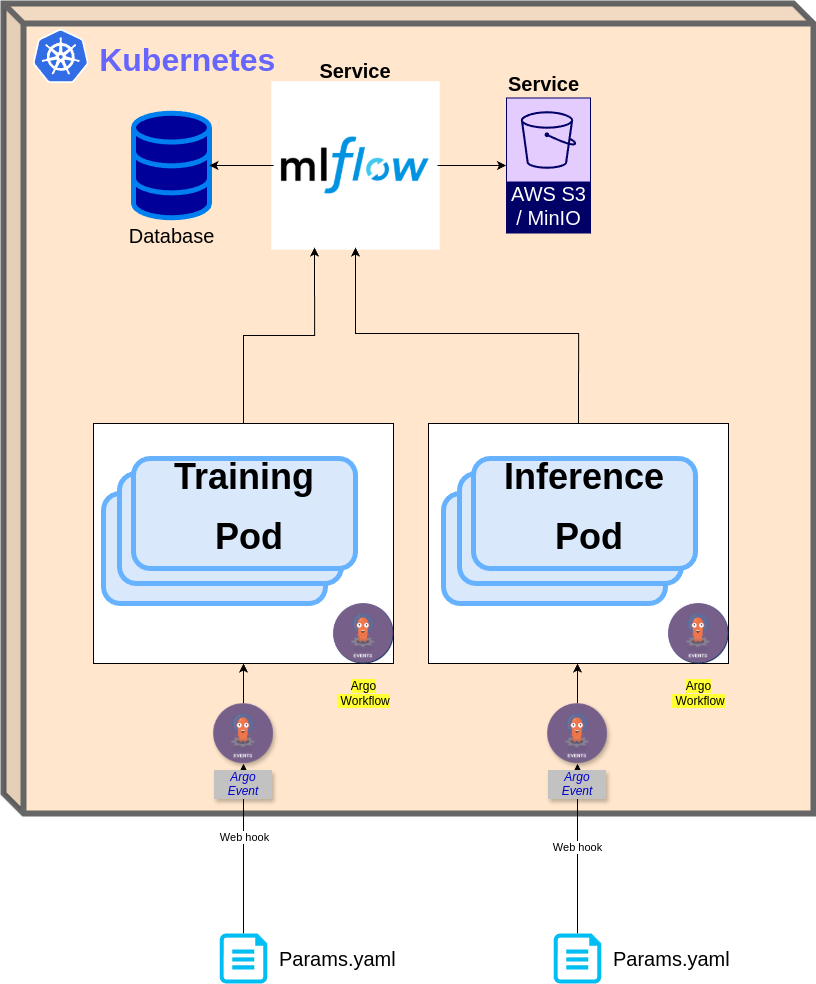 Kubernetes
Service
Service
mlflow
AWS S3
/ MinIO
Database
Training
Pod
Inference
Pod
EVENTS
EVENTS
Argo
Workflow
Argo
Workflow
EVENTS
EVENTS
Argo
Event
Argo
Event
Web hook
Web hook
Params.yaml
Params.yaml